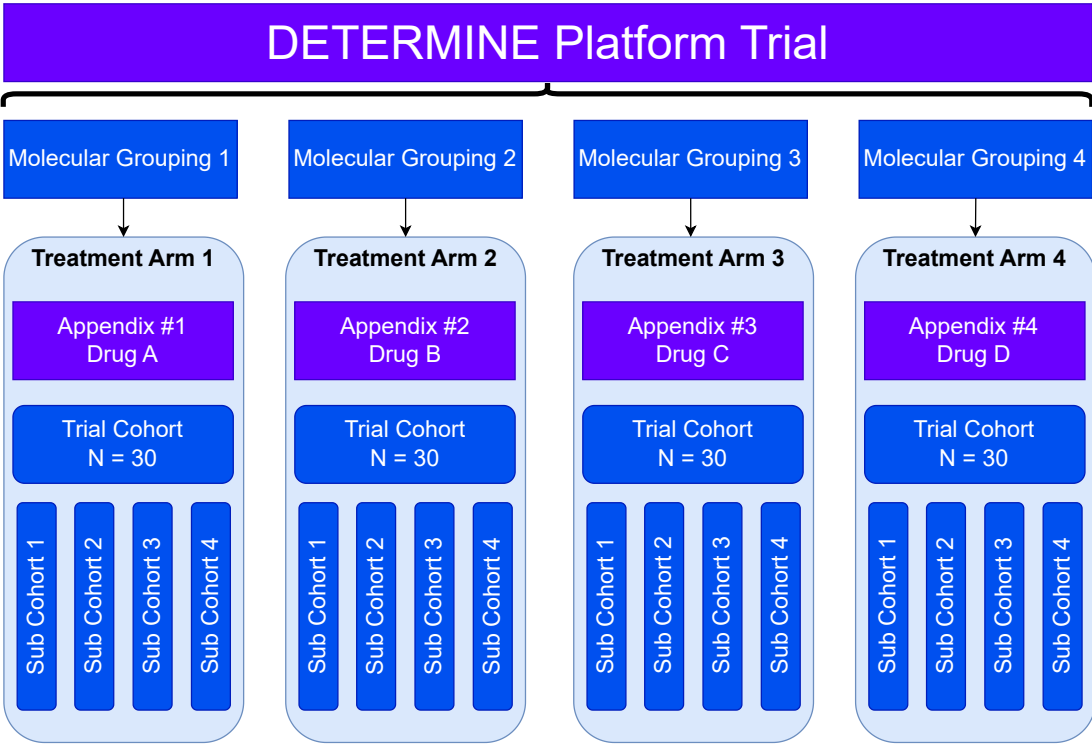 DETERMINE Platform Trial
Molecular Grouping 1
Molecular Grouping 2
Molecular Grouping 3
Molecular Grouping 4
Treatment Arm 1
Appendix #1
Drug A
Trial Cohort
N = 30
Sub Cohort 1
Sub Cohort 2
Sub Cohort 3
Sub Cohort 4
Treatment Arm 2
Appendix #2
Drug B
Trial Cohort
N = 30
Sub Cohort 1
Sub Cohort 2
Sub Cohort 3
Sub Cohort 4
Treatment Arm 3
Appendix #3
Drug C
Trial Cohort
N = 30
Sub Cohort 1
Sub Cohort 2
Sub Cohort 3
Sub Cohort 4
Treatment Arm 4
Appendix #4
Drug D
Trial Cohort
N = 30
Sub Cohort 1
Sub Cohort 2
Sub Cohort 3
Sub Cohort 4